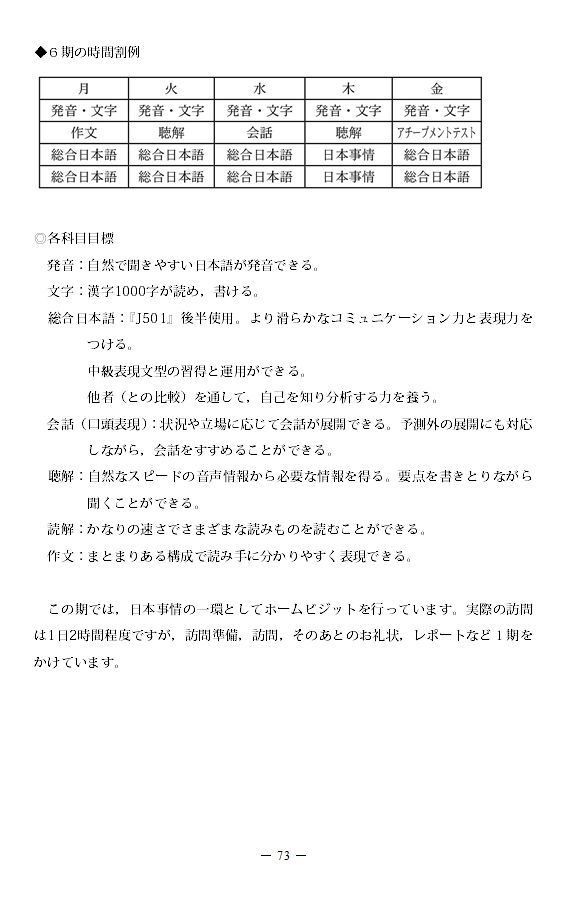 ◆６期の時間割例
月 火 水 木 金
発音・文字 発音・文字 発音・文字 発音・文字 発音・文字
作文 聴解 会話 聴解 アチーブメントテスト
総合日本語 総合日本語 総合日本語 日本事情 総合日本語
総合日本語 総合日本語 総合日本語 日本事情 総合日本語
◎各科目目標
発音：自然で聞きやすい日本語が発音できる。
文字：漢字1000字が読め，書ける。
総合日本語：『J501』後半使用。より滑らかなコミュニケーション力と表現力を
つける。
中級表現文型の習得と運用ができる。
他者（との比較）を通して，自己を知り分析する力を養う。
会話（口頭表現）：状況や立場に応じて会話が展開できる。予測外の展開にも対応
しながら，会話をすすめることができる。
聴解：自然なスピードの音声情報から必要な情報を得る。要点を書きとりながら
聞くことができる。
読解：かなりの速さでさまざまな読みものを読むことができる。
作文：まとまりある構成で読み手に分かりやすく表現できる。
この期では，日本事情の一環としてホームビジットを行っています。実際の訪問
は1日2時間程度ですが，訪問準備，訪問，そのあとのお礼状，レポートなど１期を
かけています。
― 73 ―